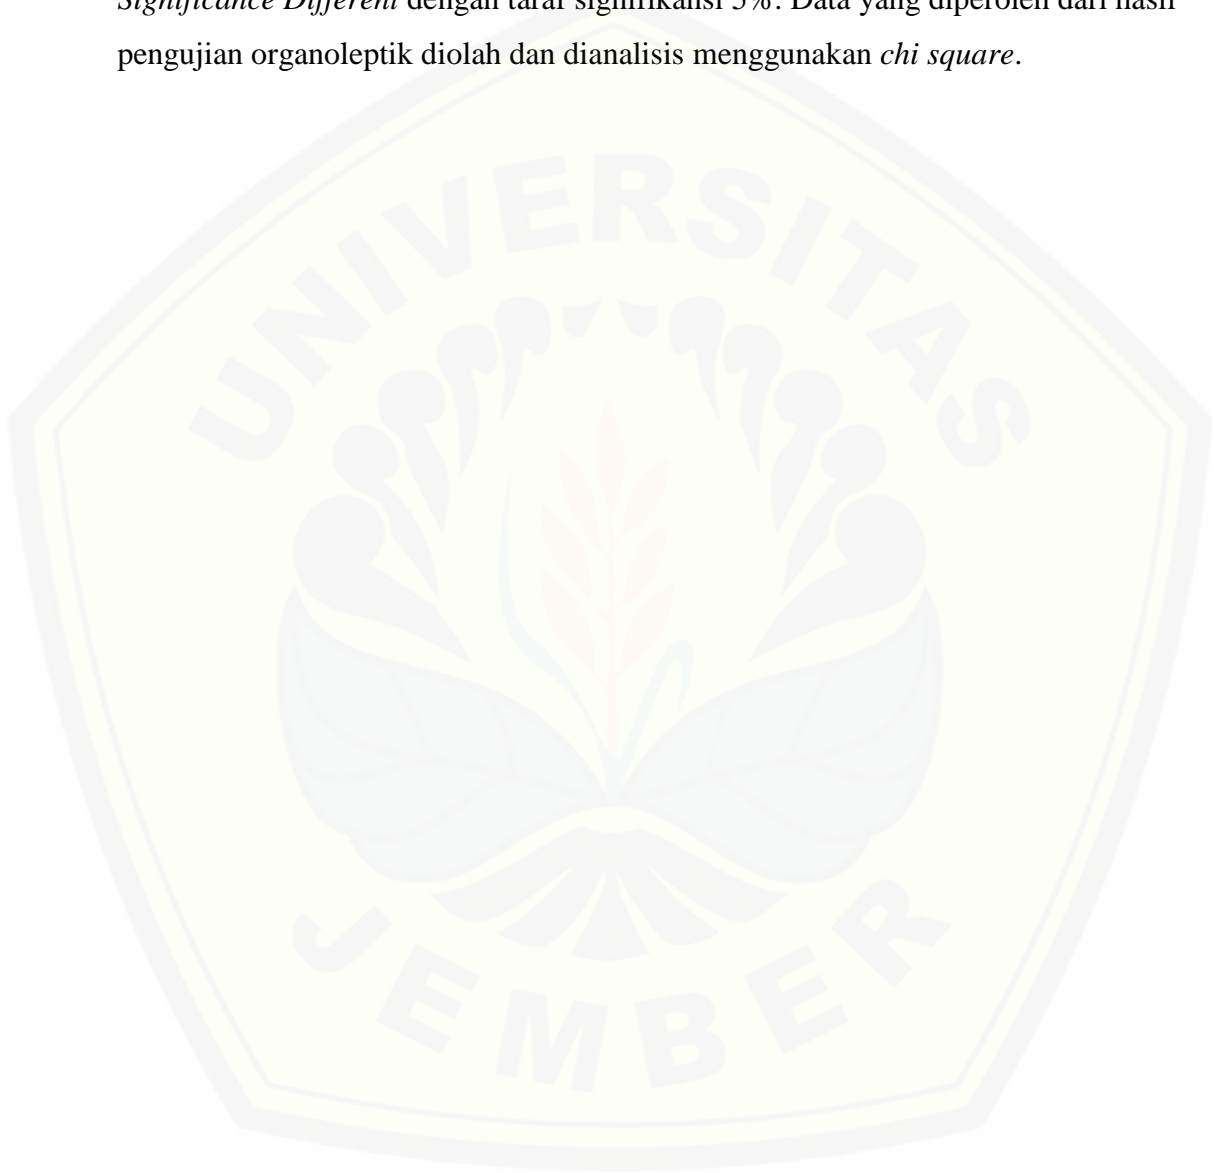 Significance Different dengan taraf signifikansi 5%. Data yang diperoleh dari hasil
pengujian organoleptik diolah dan dianalisis menggunakan chi square.
UNIVERSITAS
JEMBER